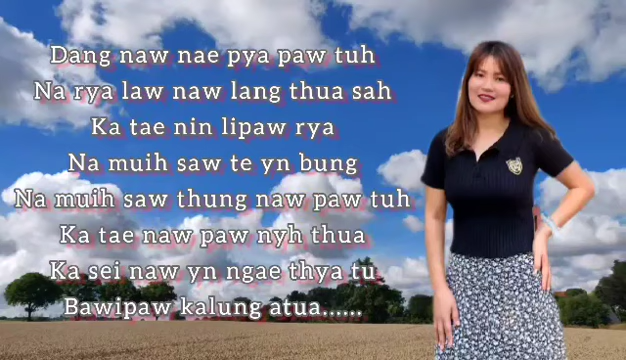 Dang naw nae pya paw tuh
Na rya law naw lang thua sah
Ka tae nin lipaw rya
Na muih saw te yn bung
Na muih saw thung naw paw tuh
Ka tae naw paw nyh thua
Ka sei naw yn ngae thya tu
Bawipaw kalung atua......